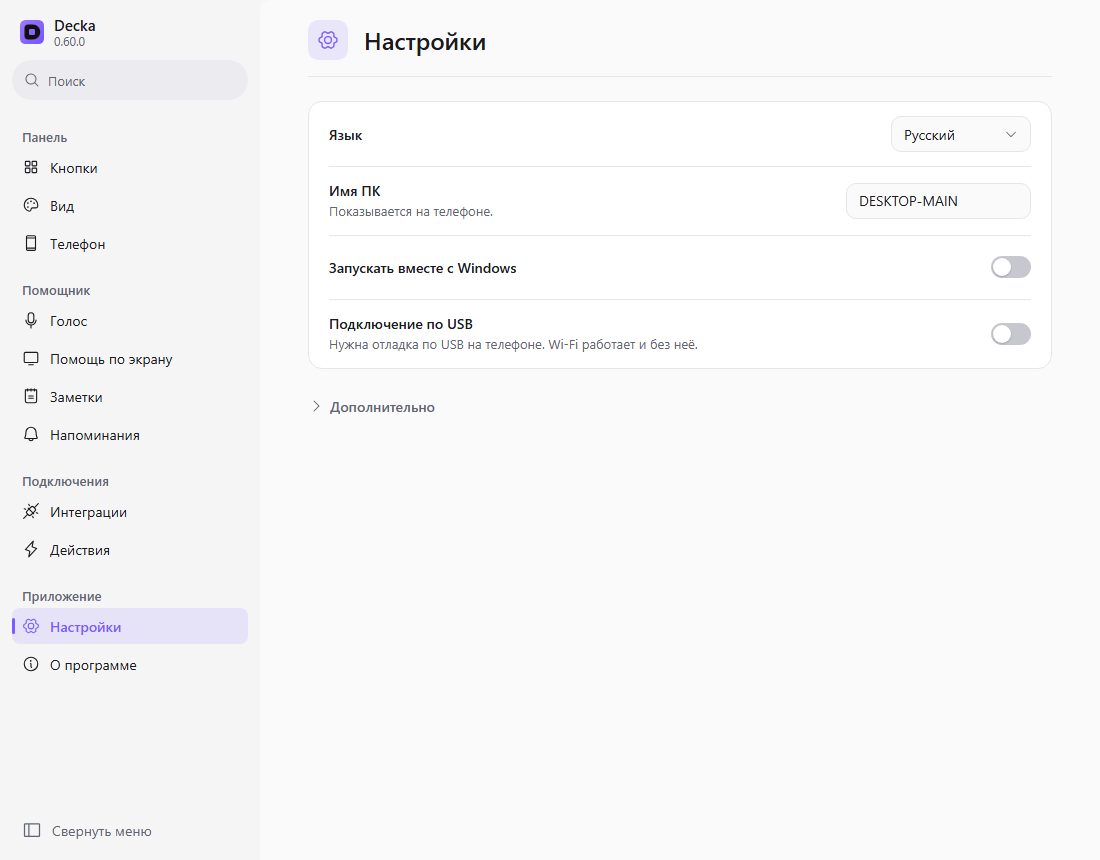 Decka
0.60.0
Поиск
Панель
Кнопки
Вид
Телефон
Помощник
Голос
Помощь по экрану
Заметки
Напоминания
Подключения
Интеграции
Действия
Приложение
Настройки
О программе
Свернуть меню
Настройки
Язык
Русский
Имя ПК
Показывается на телефоне.
DESKTOP-MAIN
Запускать вместе с Windows
Подключение по USB
Нужна отладка по USB на телефоне. Wi-Fi работает и без неё.
Дополнительно